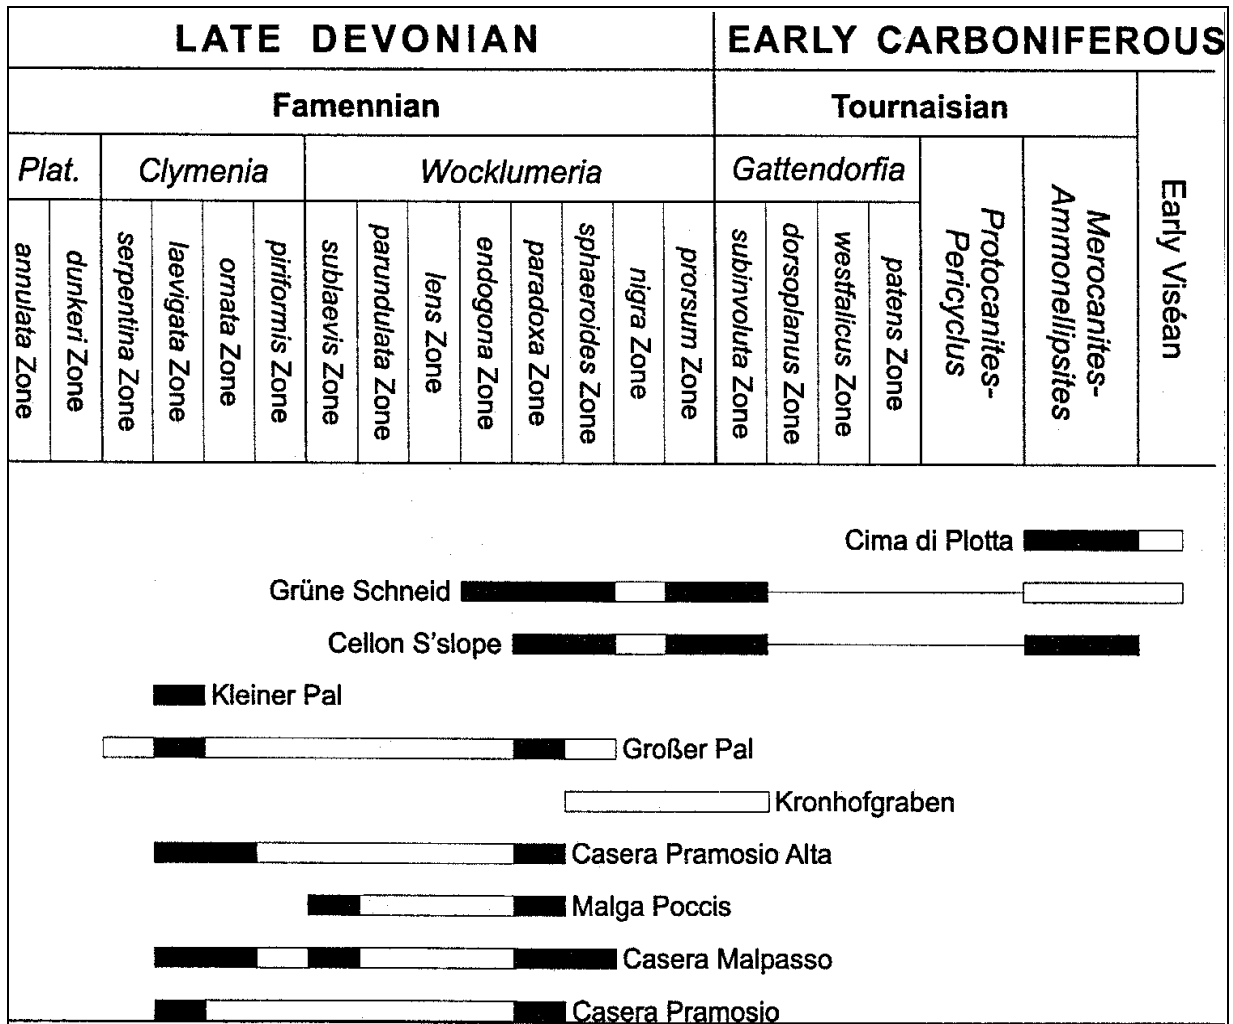 LATE DEVONIAN
EARLY CARBONIFEROUS
Famennian
Tournaisian
Plat.
Clymenia
Wocklumeria
Gattendorfia
annulata Zone
dunkeri Zone
serpentina Zone
laevigata Zone
ornata Zone
piriformis Zone
sublaevis Zone
parundulata Zone
lens Zone
endogona Zone
paradoxa Zone
sphaeroides Zone
nigra Zone
prorsum Zone
subinvoluta Zone
dorsoplanus Zone
westfalicus Zone
patens Zone
Protocanites-
Pericyclus
Merocanites-
Ammonellipsites
Early Viséan
Cima di Plotta
Grüne Schneid
Cellon S'slope
Kleiner Pal
Großer Pal
Kronhofgraben
Casera Pramosio Alta
Malga Poccis
Casera Malpasso
Casera Pramosio